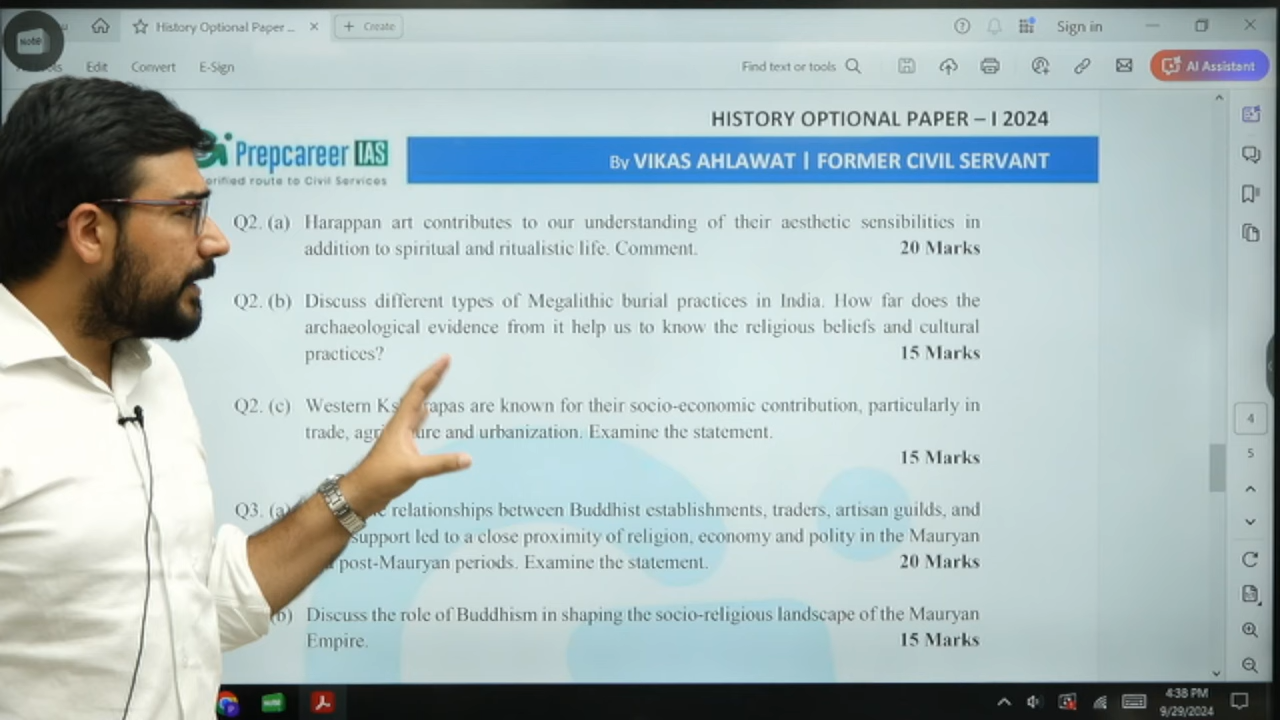 Note
History Optional Paper ...
+ Create
Sign in
Edit
Convert
E-Sign
Find text or tools
AI Assistant
HISTORY OPTIONAL PAPER – I 2024
Prepcareer IAS
erified route to Civil Services
By VIKAS AHLAWAT | FORMER CIVIL SERVANT
Q2. (a) Harappan art contributes to our understanding of their aesthetic sensibilities in
addition to spiritual and ritualistic life. Comment. 20 Marks
Q2. (b) Discuss different types of Megalithic burial practices in India. How far does the
archaeological evidence from it help us to know the religious beliefs and cultural
practices? 15 Marks
Q2. (c) Western Ks rapas are known for their socio-economic contribution, particularly in
trade, agri ure and urbanization. Examine the statement.
15 Marks
Q3. (a) relationships between Buddhist establishments, traders, artisan guilds, and
support led to a close proximity of religion, economy and polity in the Mauryan
post-Mauryan periods. Examine the statement. 20 Marks
b) Discuss the role of Buddhism in shaping the socio-religious landscape of the Mauryan
Empire. 15 Marks
4
5
4:38 PM
9/29/2024